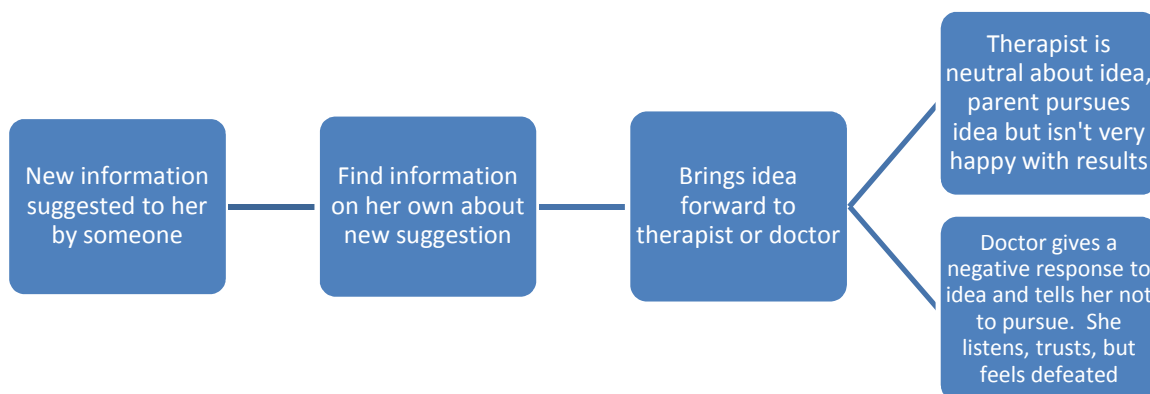 New information
suggested to her
by someone
Find information
on her own about
new suggestion
Brings idea
forward to
therapist or doctor
Therapist is
neutral about idea,
parent pursues
idea but isn't very
happy with results
Doctor gives a
negative response to
idea and tells her not
to pursue.  She
listens, trusts, but
feels defeated